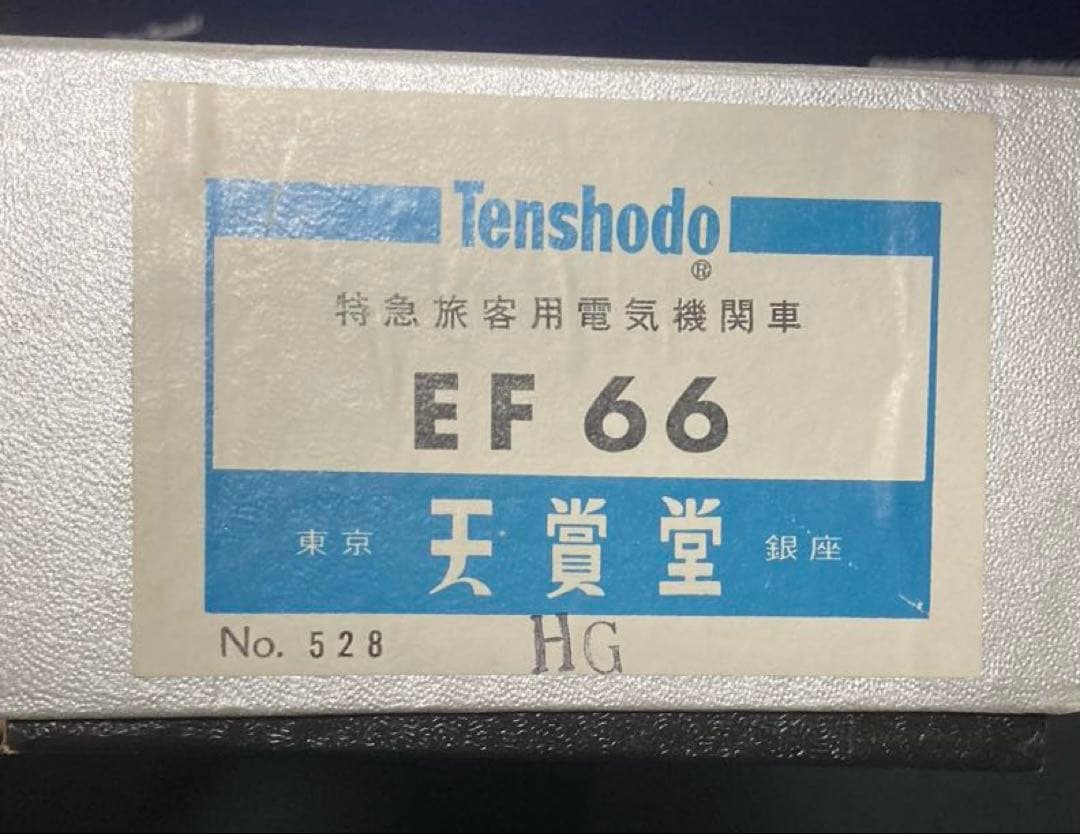 Tenshodo
®
特急旅客用電気機関車
EF 66
東京 天賞堂 銀座
No. 528 HG